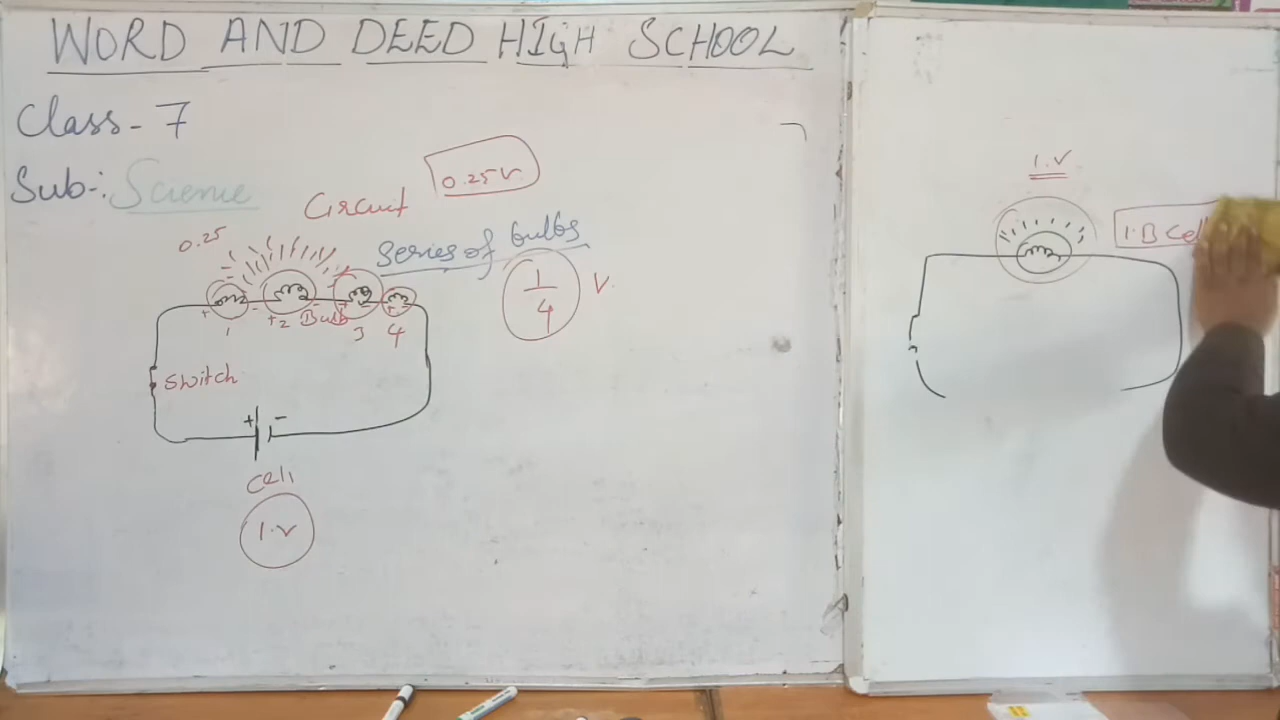 WORD AND DEED HIGH SCHOOL
Class- 7
Sub-: Science
Circuit
0.25V
0.25
Series of bulbs
1
4
V.
+ - + 2 - Bulb + - +
1 3 4
Switch
+ -
Cell
1.V
1.V
1.B Cell